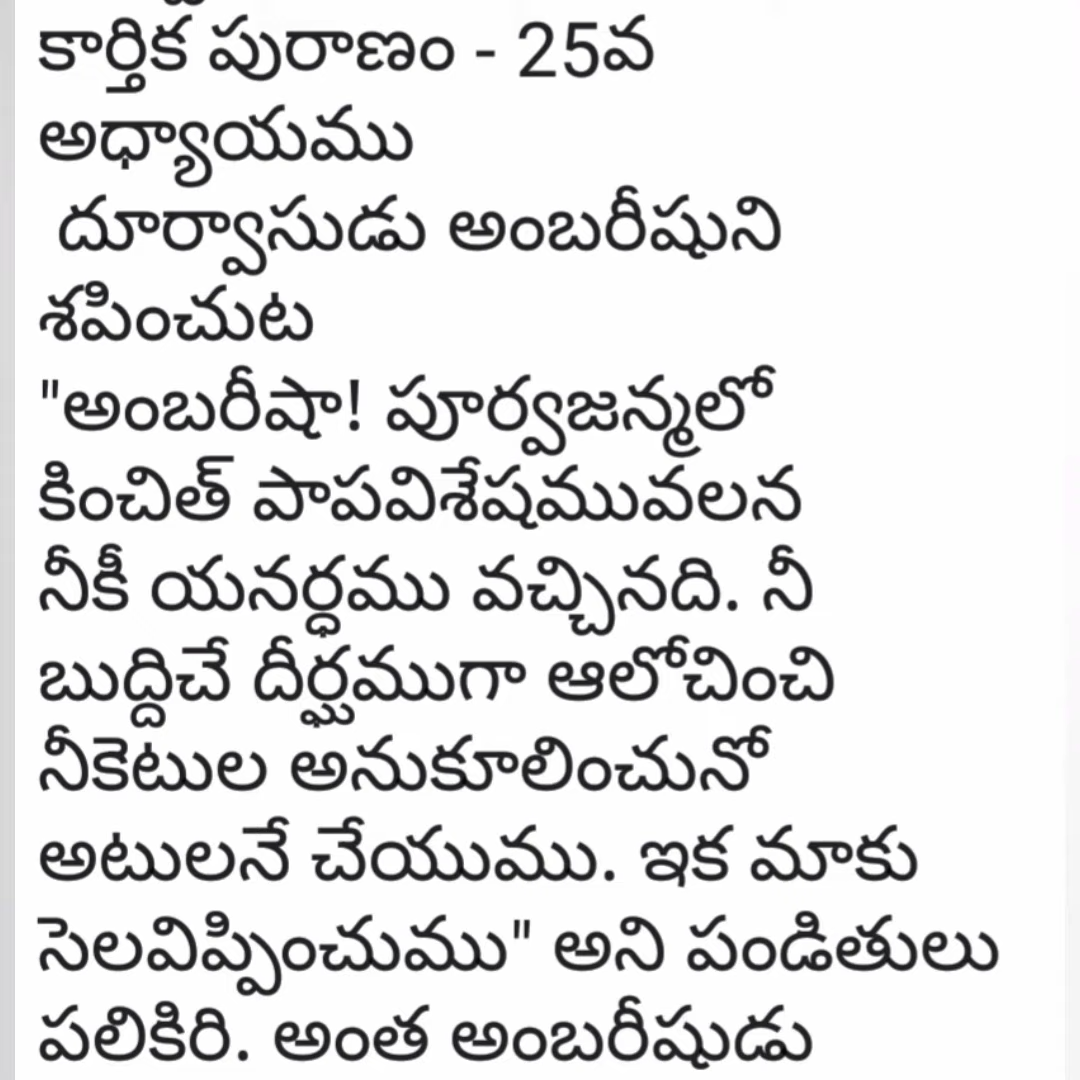 కార్తిక పురాణం - 25వ
అధ్యాయము
దూర్వాసుడు అంబరీషుని
శపించుట
"అంబరీషా! పూర్వజన్మలో
కించిత్ పాపవిశేషమువలన
నీకీ యనర్ధము వచ్చినది. నీ
బుద్దిచే దీర్ఘముగా ఆలోచించి
నీకెటుల అనుకూలించునో
అటులనే చేయుము. ఇక మాకు
సెలవిప్పించుము" అని పండితులు
పలికిరి. అంత అంబరీషుడు